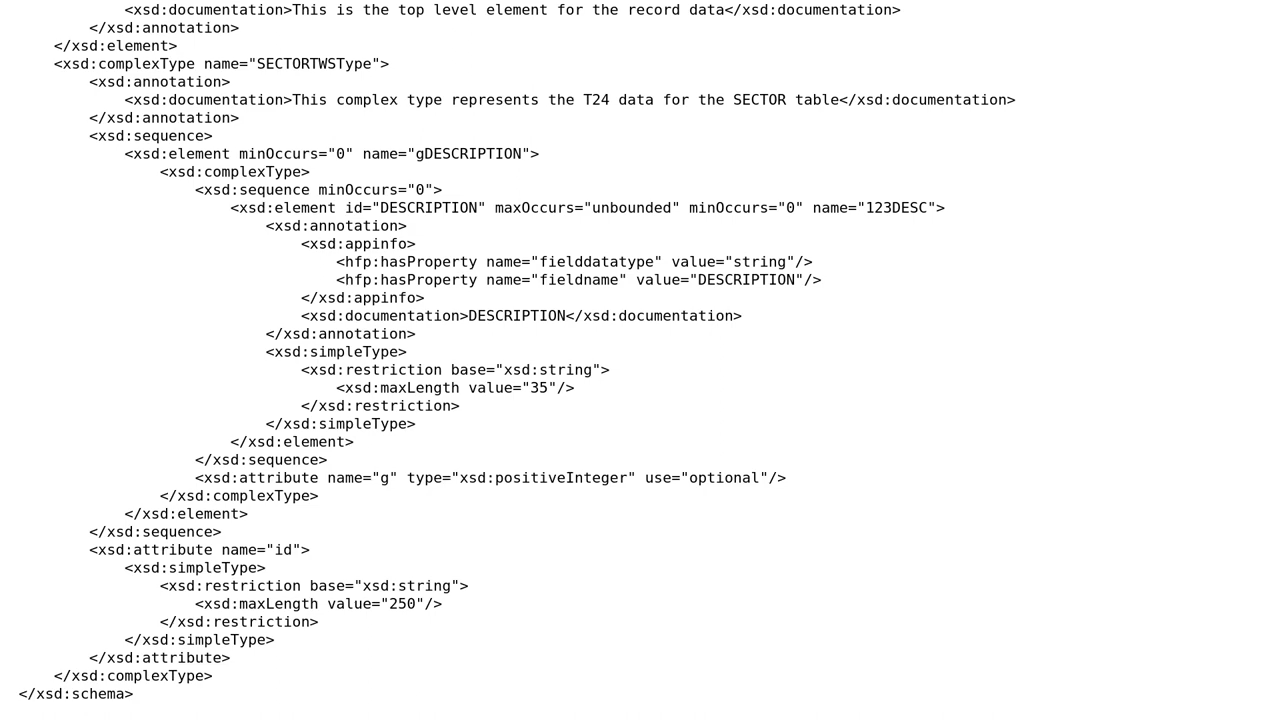 <xsd:documentation>This is the top level element for the record data</xsd:documentation>
</xsd:annotation>
</xsd:element>
<xsd:complexType name="SECTORTWSType">
<xsd:annotation>
<xsd:documentation>This complex type represents the T24 data for the SECTOR table</xsd:documentation>
</xsd:annotation>
<xsd:sequence>
<xsd:element minOccurs="0" name="gDESCRIPTION">
<xsd:complexType>
<xsd:sequence minOccurs="0">
<xsd:element id="DESCRIPTION" maxOccurs="unbounded" minOccurs="0" name="123DESC">
<xsd:annotation>
<xsd:appinfo>
<hfp:hasProperty name="fielddatatype" value="string"/>
<hfp:hasProperty name="fieldname" value="DESCRIPTION"/>
</xsd:appinfo>
<xsd:documentation>DESCRIPTION</xsd:documentation>
</xsd:annotation>
<xsd:simpleType>
<xsd:restriction base="xsd:string">
<xsd:maxLength value="35"/>
</xsd:restriction>
</xsd:simpleType>
</xsd:element>
</xsd:sequence>
<xsd:attribute name="g" type="xsd:positiveInteger" use="optional"/>
</xsd:complexType>
</xsd:element>
</xsd:sequence>
<xsd:attribute name="id">
<xsd:simpleType>
<xsd:restriction base="xsd:string">
<xsd:maxLength value="250"/>
</xsd:restriction>
</xsd:simpleType>
</xsd:attribute>
</xsd:complexType>
</xsd:schema>